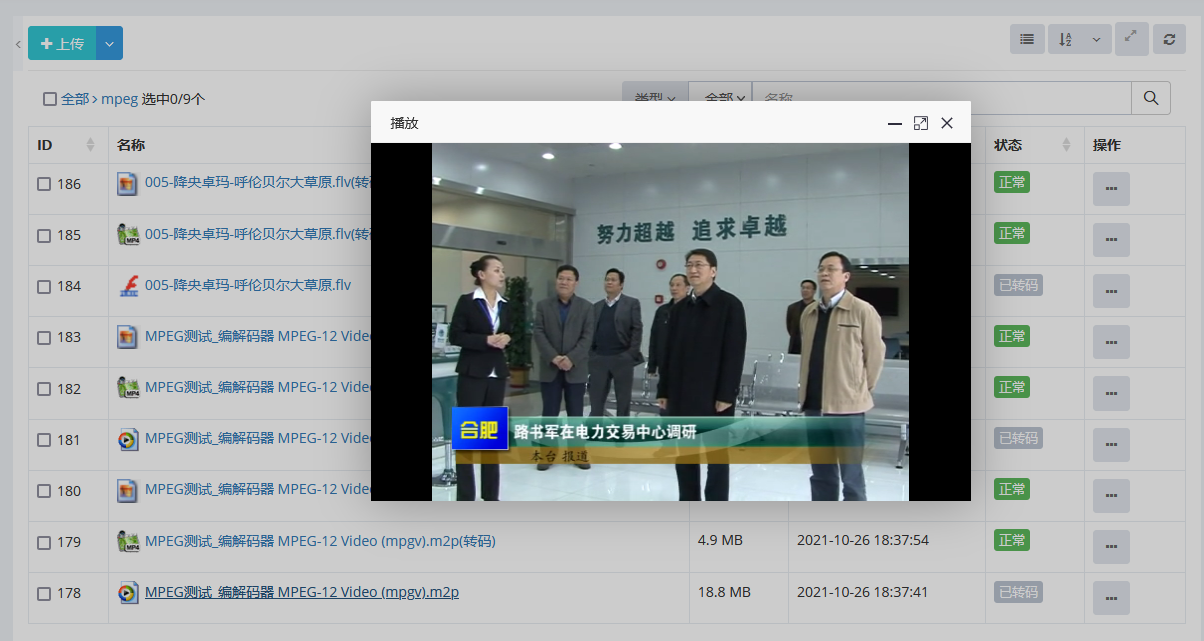 上传
全部 › mpeg 选中0/9个
类型 全部 名称
播放
ID 名称 状态 操作
186 005-降央卓玛-呼伦贝尔大草原.flv(转码 正常
185 005-降央卓玛-呼伦贝尔大草原.flv(转码 正常
184 005-降央卓玛-呼伦贝尔大草原.flv 已转码
183 MPEG测试_编解码器 MPEG-12 Video 正常
182 MPEG测试_编解码器 MPEG-12 Video 正常
181 MPEG测试_编解码器 MPEG-12 Video 已转码
180 MPEG测试_编解码器 MPEG-12 Video 正常
179 MPEG测试_编解码器 MPEG-12 Video (mpgv).m2p(转码) 4.9 MB 2021-10-26 18:37:54 正常
178 MPEG测试_编解码器 MPEG-12 Video (mpgv).m2p 18.8 MB 2021-10-26 18:37:41 已转码
努力超越 追求卓越
合肥 路书军在电力交易中心调研
本台 报道